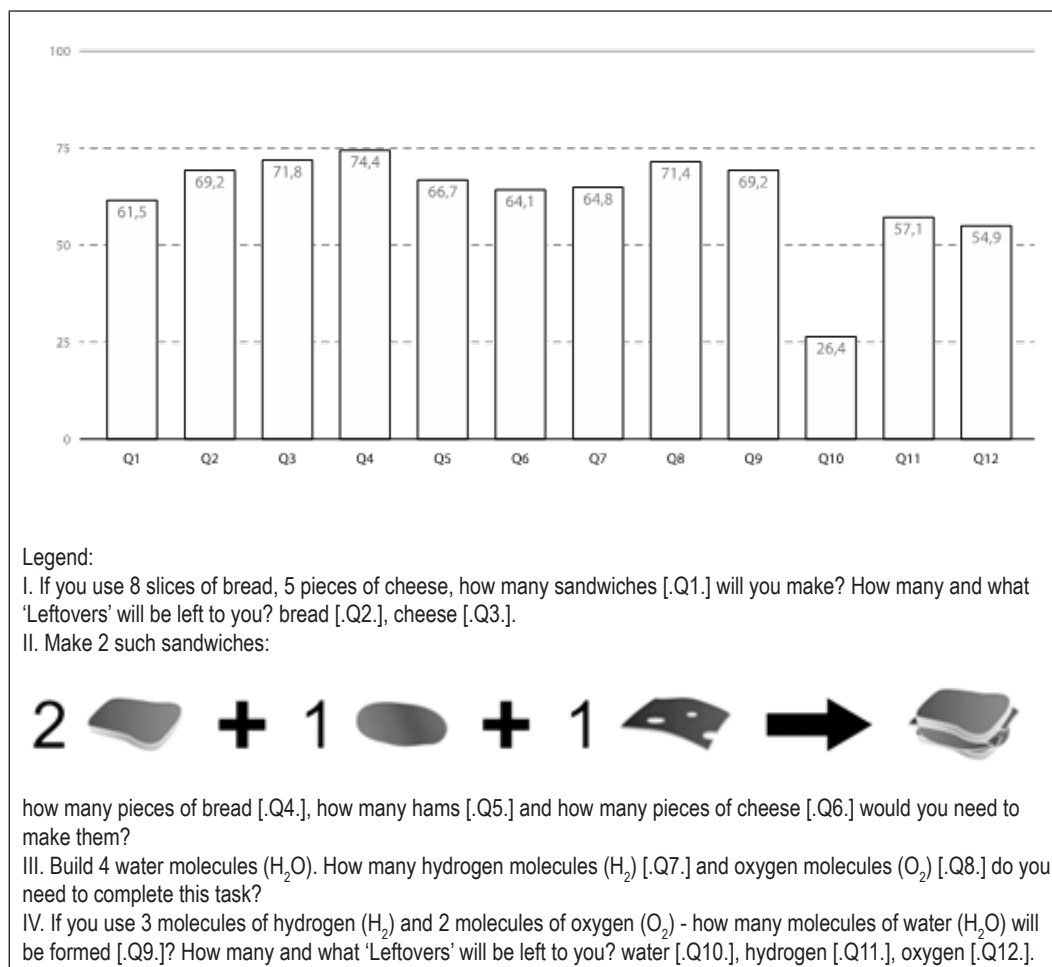 100
75
50
25
0
61,5
69,2
71,8
74,4
66,7
64,1
64,8
71,4
69,2
26,4
57,1
54,9
Q1 Q2 Q3 Q4 Q5 Q6 Q7 Q8 Q9 Q10 Q11 Q12
Legend:
I. If you use 8 slices of bread, 5 pieces of cheese, how many sandwiches [.Q1.] will you make? How many and what
‘Leftovers’ will be left to you? bread [.Q2.], cheese [.Q3.].
II. Make 2 such sandwiches:
2 + 1 + 1
how many pieces of bread [.Q4.], how many hams [.Q5.] and how many pieces of cheese [.Q6.] would you need to
make them?
III. Build 4 water molecules (H₂O). How many hydrogen molecules (H₂) [.Q7.] and oxygen molecules (O₂) [.Q8.] do you
need to complete this task?
IV. If you use 3 molecules of hydrogen (H₂) and 2 molecules of oxygen (O₂) - how many molecules of water (H₂O) will
be formed [.Q9.]? How many and what ‘Leftovers’ will be left to you? water [.Q10.], hydrogen [.Q11.], oxygen [.Q12.].